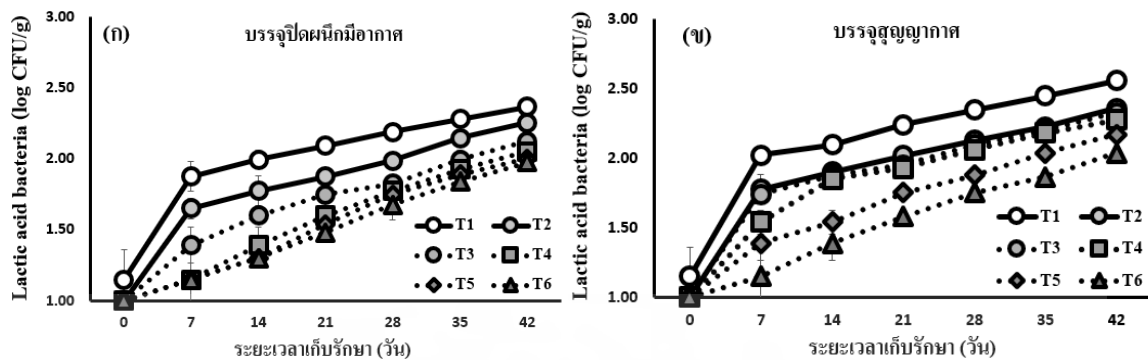 (ก) บรรจุปิดผนึกมีอากาศ
Lactic acid bacteria (log CFU/g)
3.00
2.50
2.00
1.50
1.00
T1 T2
T3 T4
T5 T6
0 7 14 21 28 35 42
ระยะเวลาเก็บรักษา (วัน)
(ข) บรรจุสุญญากาศ
Lactic acid bacteria (log CFU/g)
3.00
2.50
2.00
1.50
1.00
T1 T2
T3 T4
T5 T6
0 7 14 21 28 35 42
ระยะเวลาเก็บรักษา (วัน)